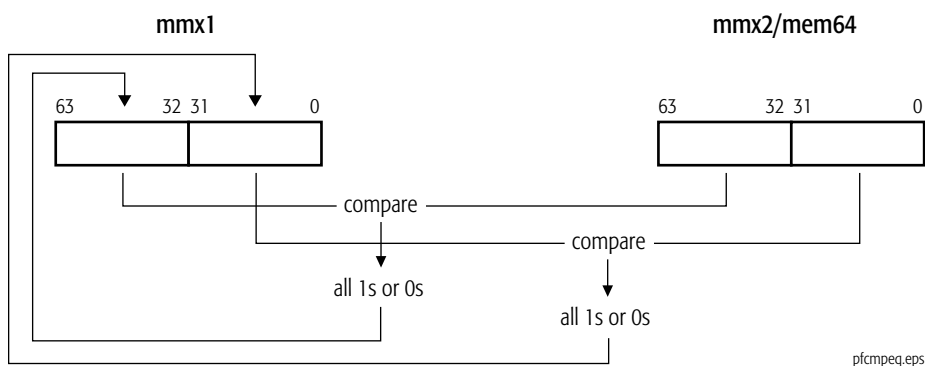 mmx1 mmx2/mem64
63 32 31 0 63 32 31 0
compare
compare
all 1s or 0s
all 1s or 0s
pfcmpeq.eps